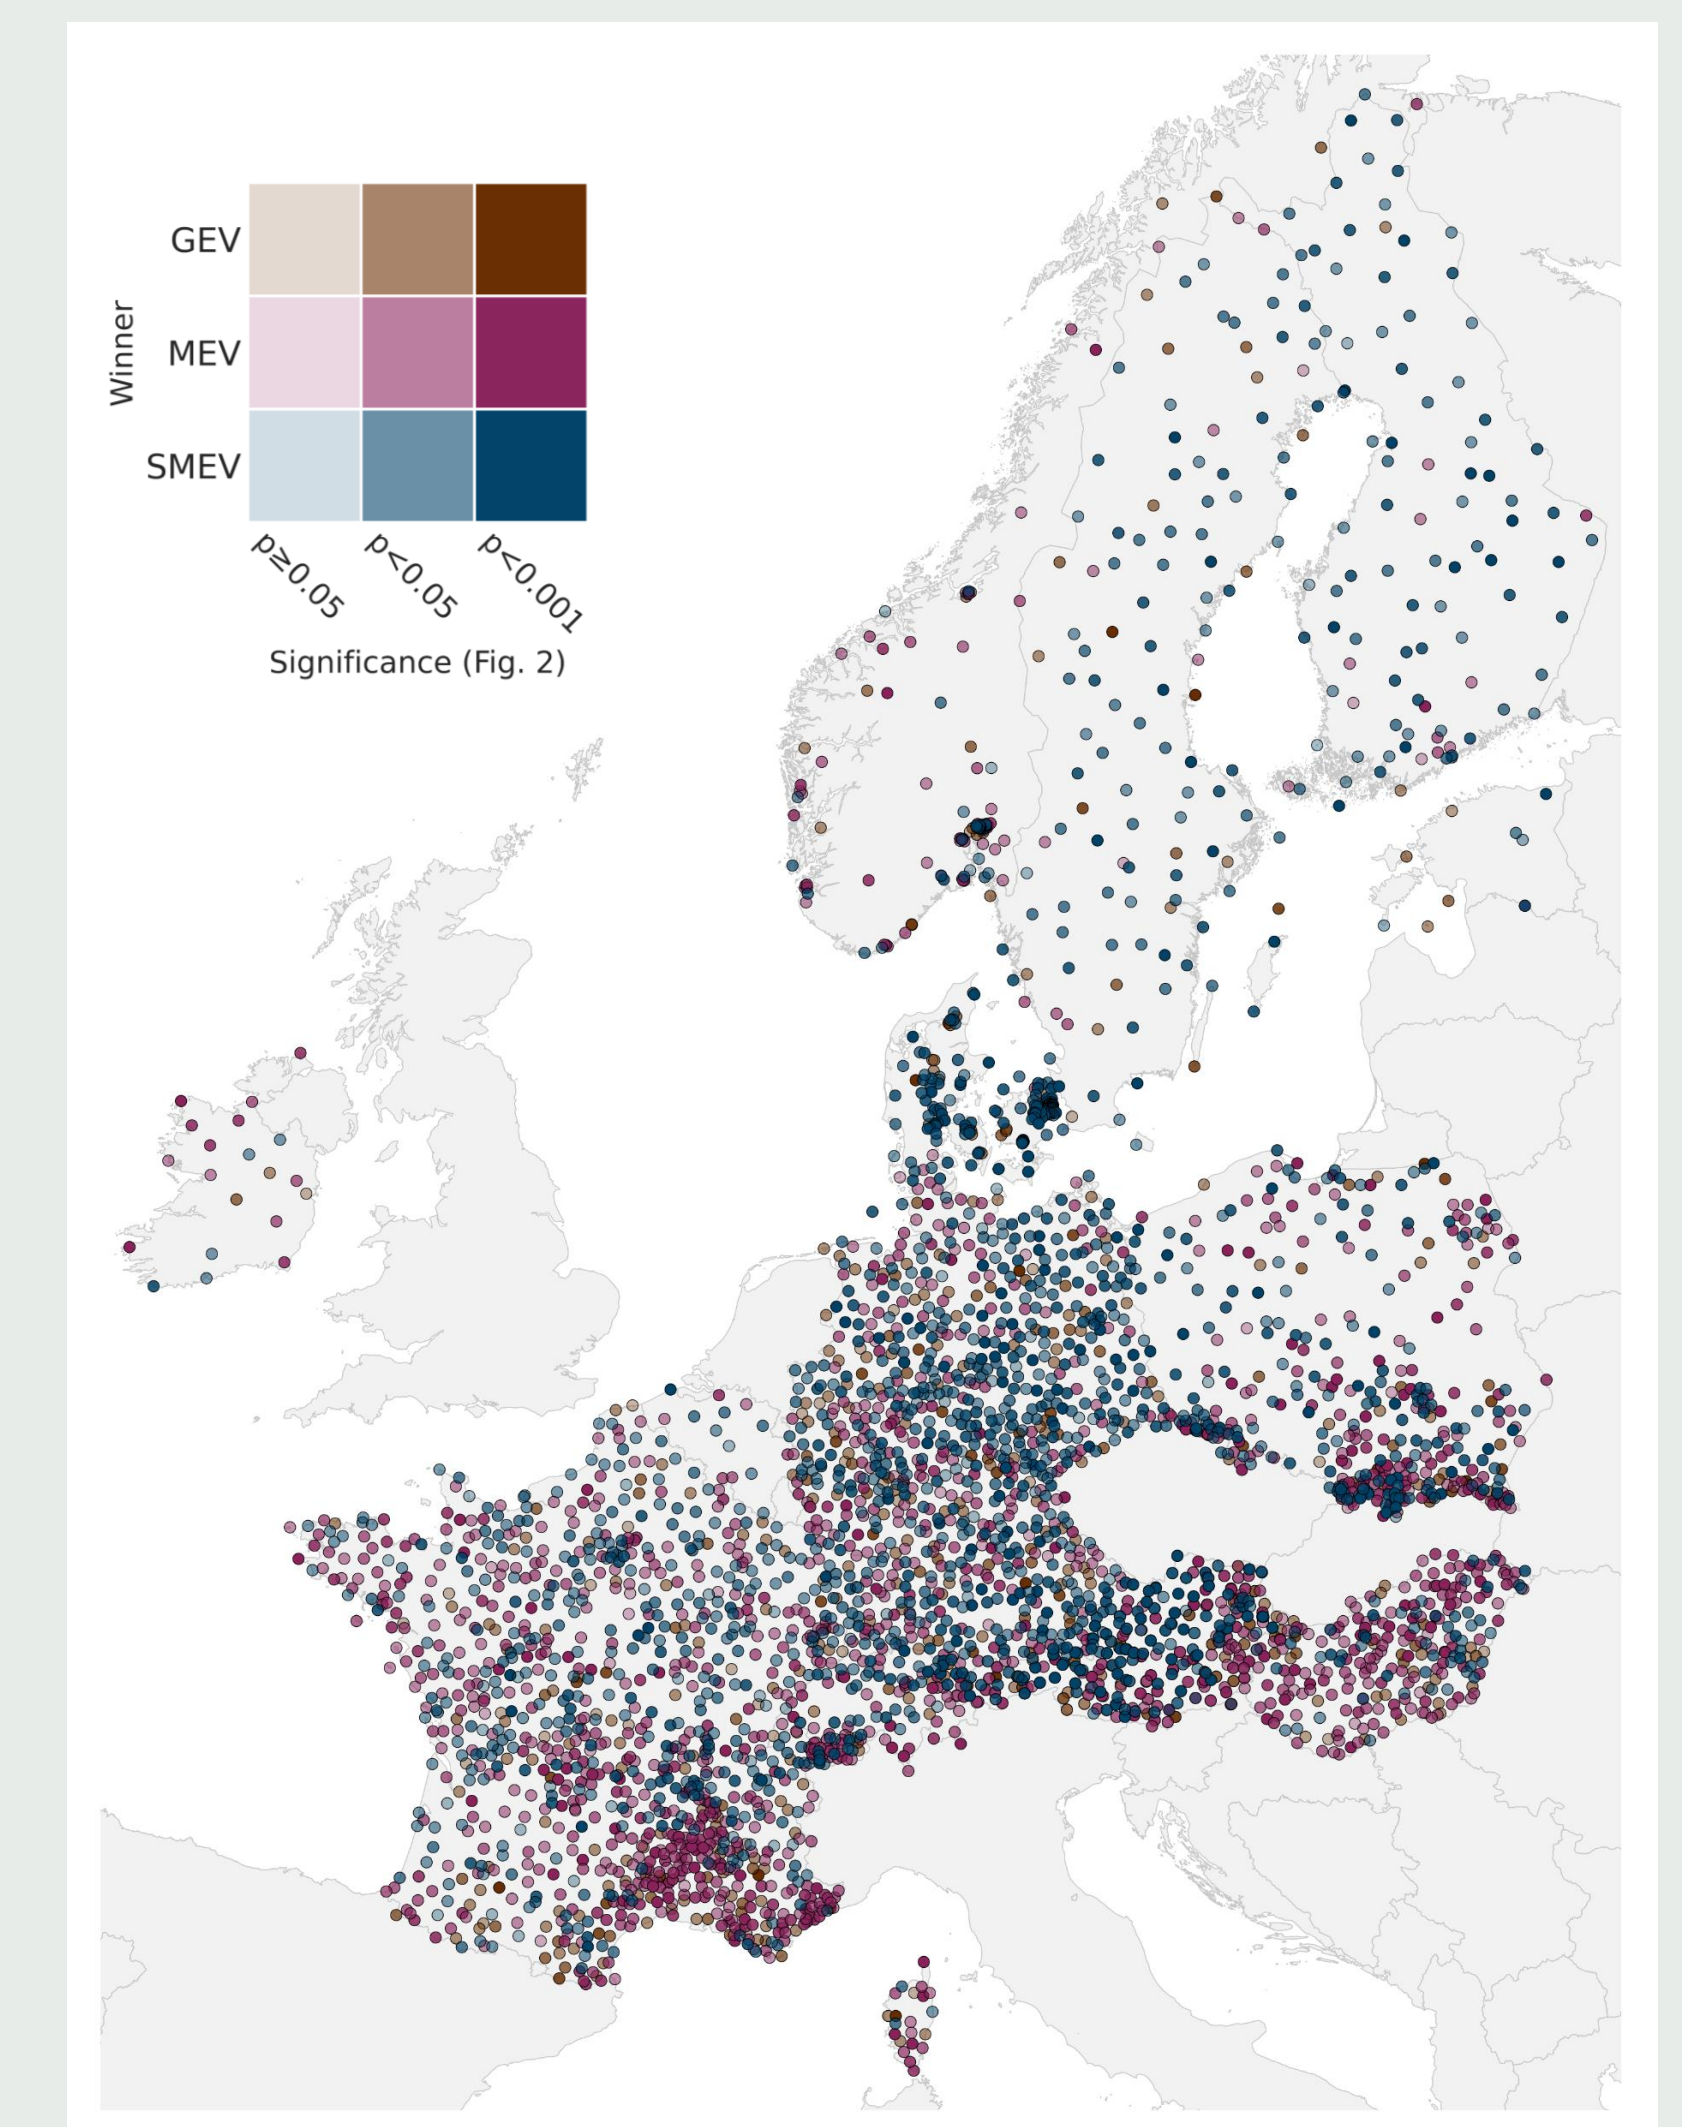 GEV
MEV
SMEV
Winner
p≥0.05
p<0.05
p<0.001
Significance (Fig. 2)